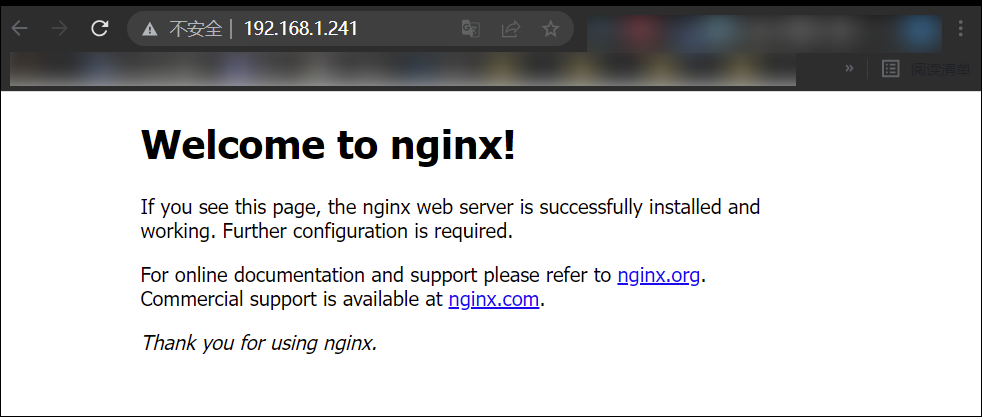 不安全 | 192.168.1.241
» 阅读清单
Welcome to nginx!
If you see this page, the nginx web server is successfully installed and
working. Further configuration is required.
For online documentation and support please refer to nginx.org.
Commercial support is available at nginx.com.
Thank you for using nginx.